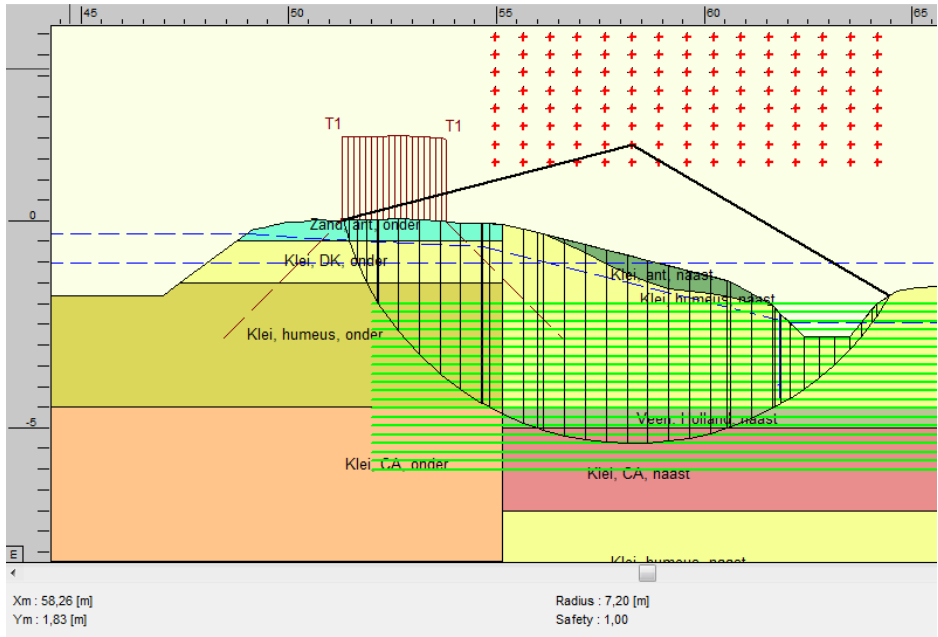 45 50 55 60 65
T1 T1
0
Zand, ant, onder
Klei, DK, onder
Klei, ant, naast
Klei, humeus, naast
Klei, humeus, onder
Veen, Holland, naast
-5
Klei, CA, onder
Klei, CA, naast
Klei, humeus, naast
m
Xm : 58,26 [m] Radius : 7,20 [m]
Ym : 1,83 [m] Safety : 1,00